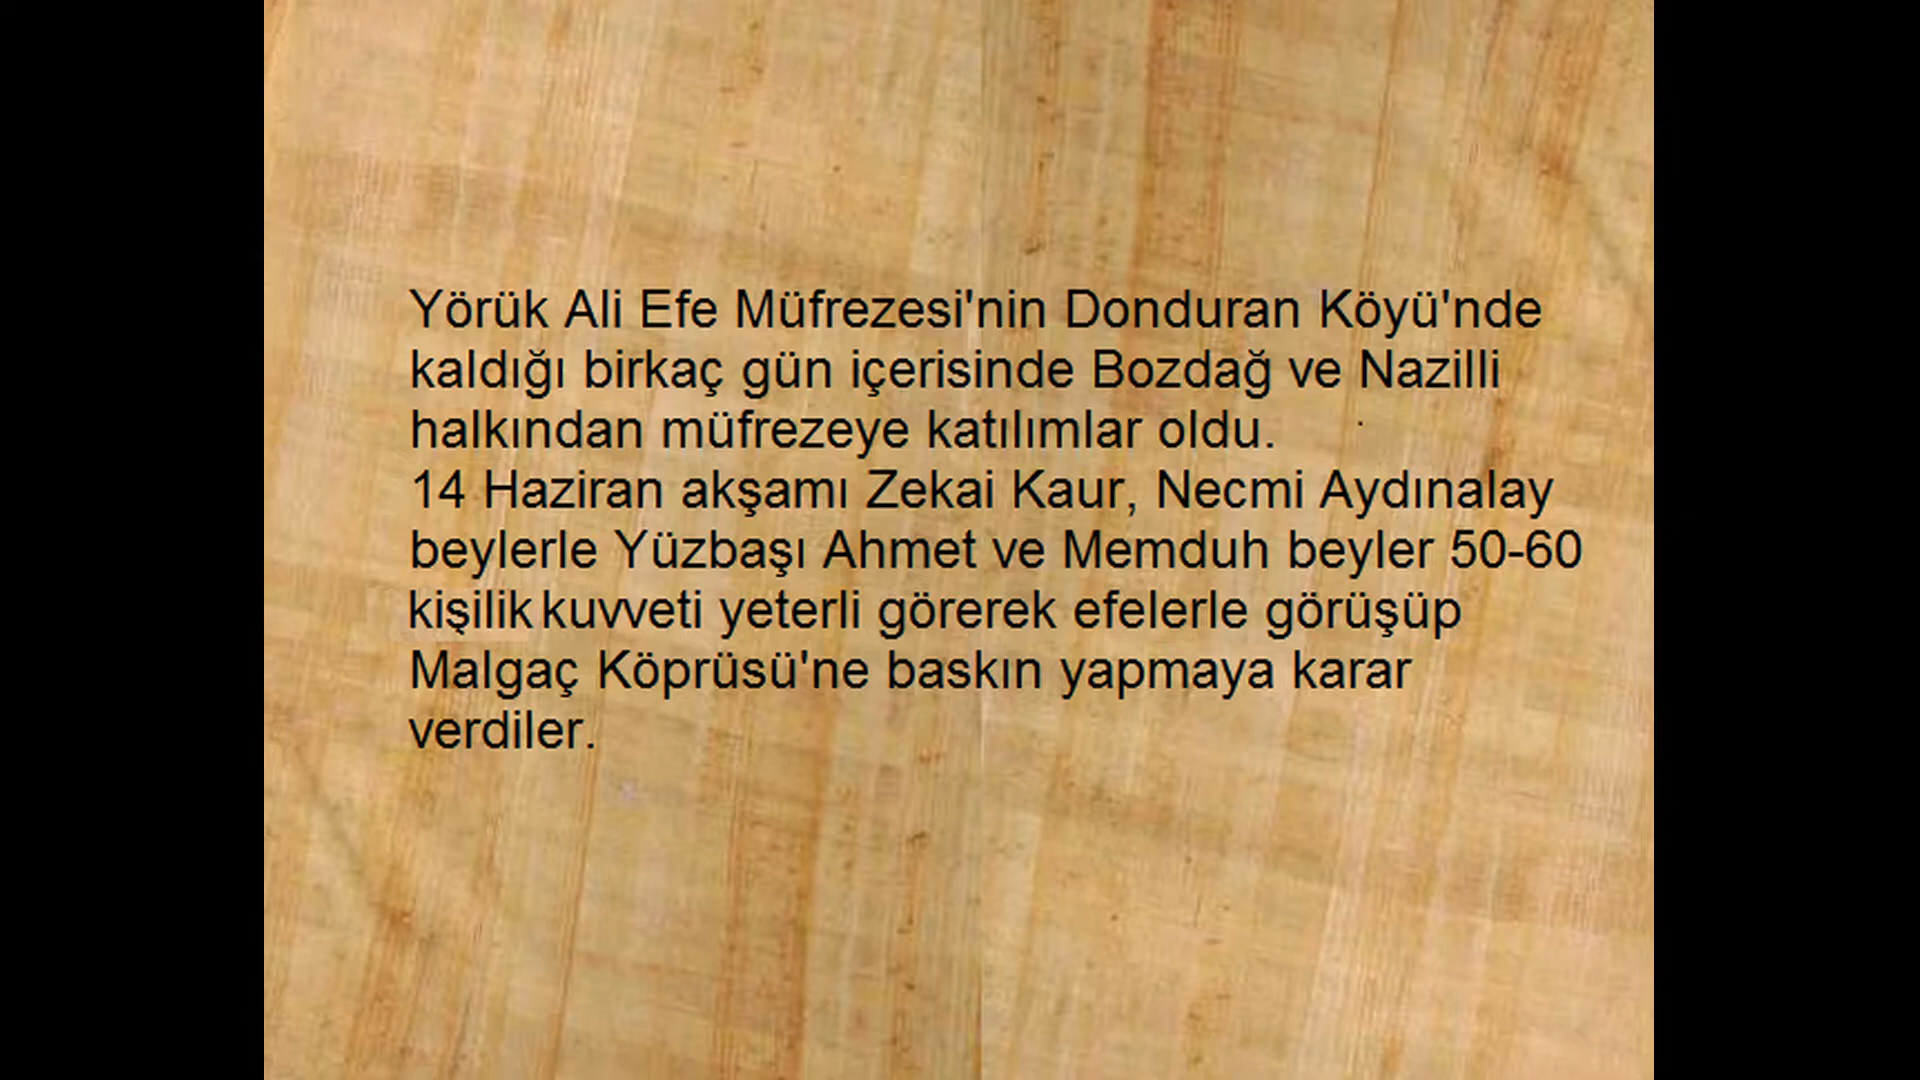 Yörük Ali Efe Müfrezesi'nin Donduran Köyü'nde
kaldığı birkaç gün içerisinde Bozdağ ve Nazilli
halkından müfrezeye katılımlar oldu.
14 Haziran akşamı Zekai Kaur, Necmi Aydınalay
beylerle Yüzbaşı Ahmet ve Memduh beyler 50-60
kişilik kuvveti yeterli görerek efelerle görüşüp
Malgaç Köprüsü'ne baskın yapmaya karar
verdiler.